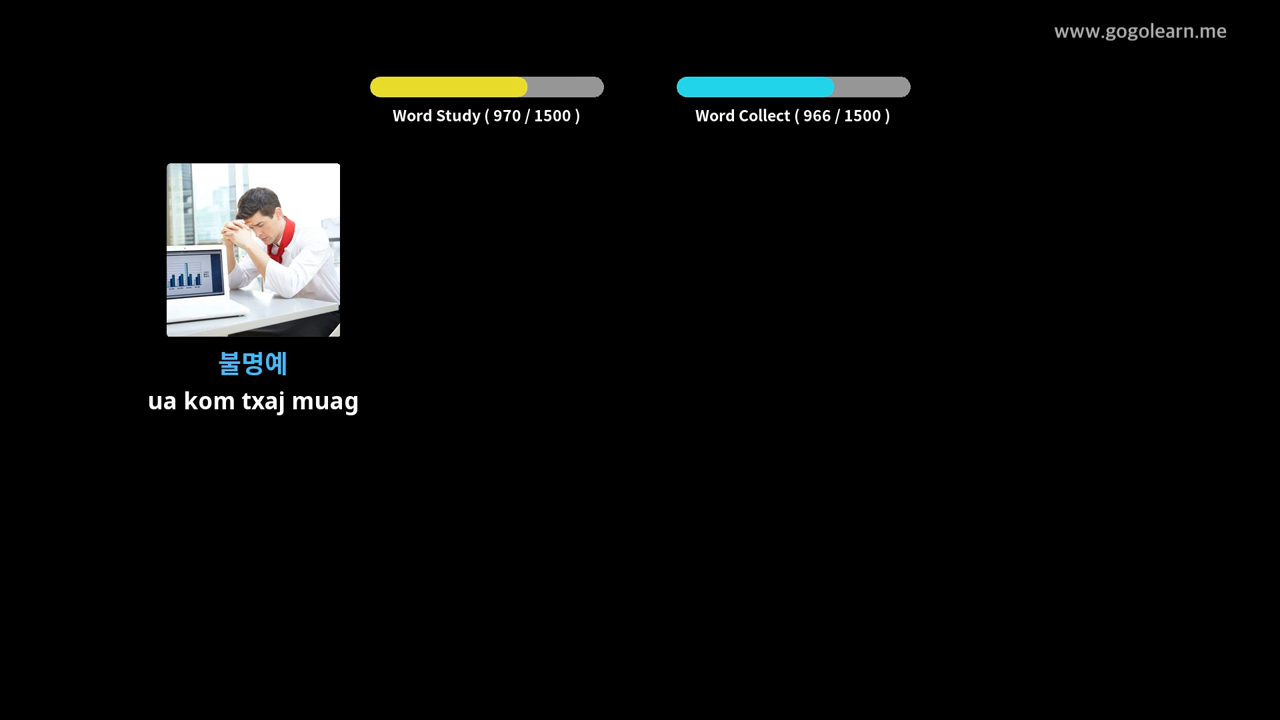 www.gogolearn.me
Word Study ( 970 / 1500 )
Word Collect ( 966 / 1500 )
불명예
ua kom txaj muag